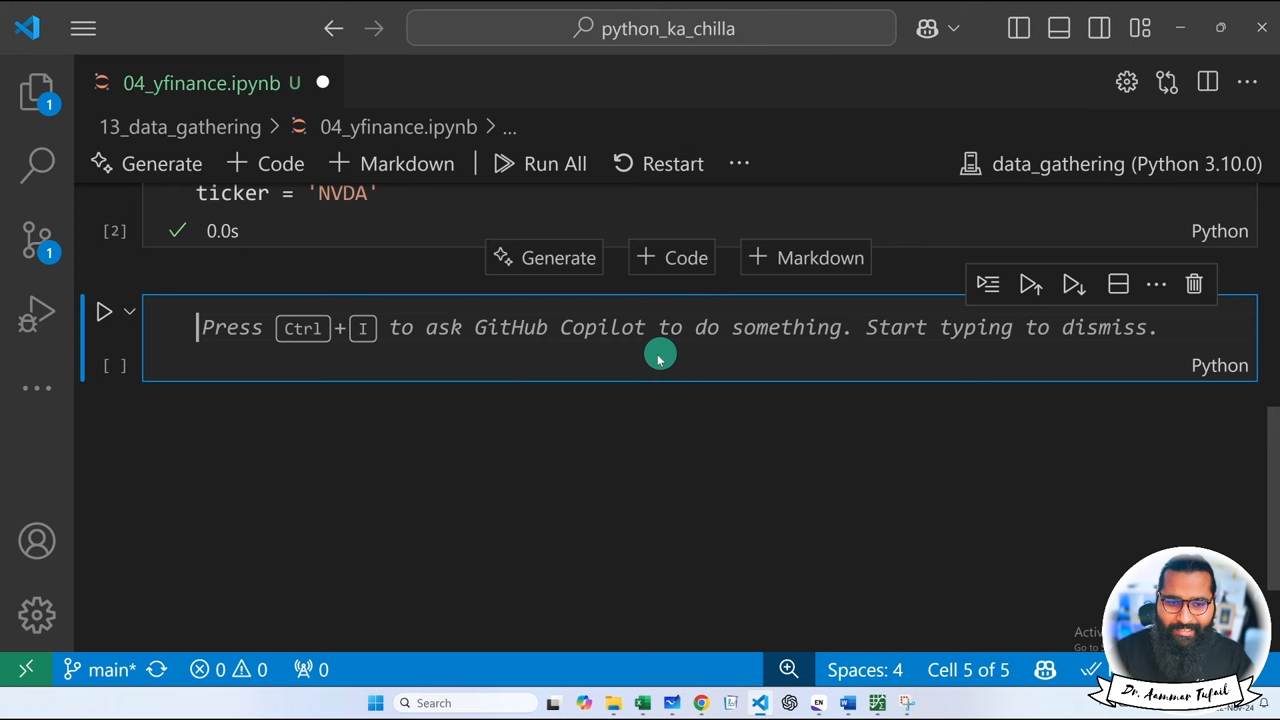 python_ka_chilla
04_yfinance.ipynb U
13_data_gathering > 04_yfinance.ipynb > ...
Generate + Code + Markdown | Run All Restart ... data_gathering (Python 3.10.0)
ticker = 'NVDA'
[2] 0.0s Python
Generate + Code + Markdown
Press Ctrl + I to ask GitHub Copilot to do something. Start typing to dismiss.
[ ] Python
1
1
main* 0 0 0 Spaces: 4 Cell 5 of 5
Dr. Aammar Tufail
Search